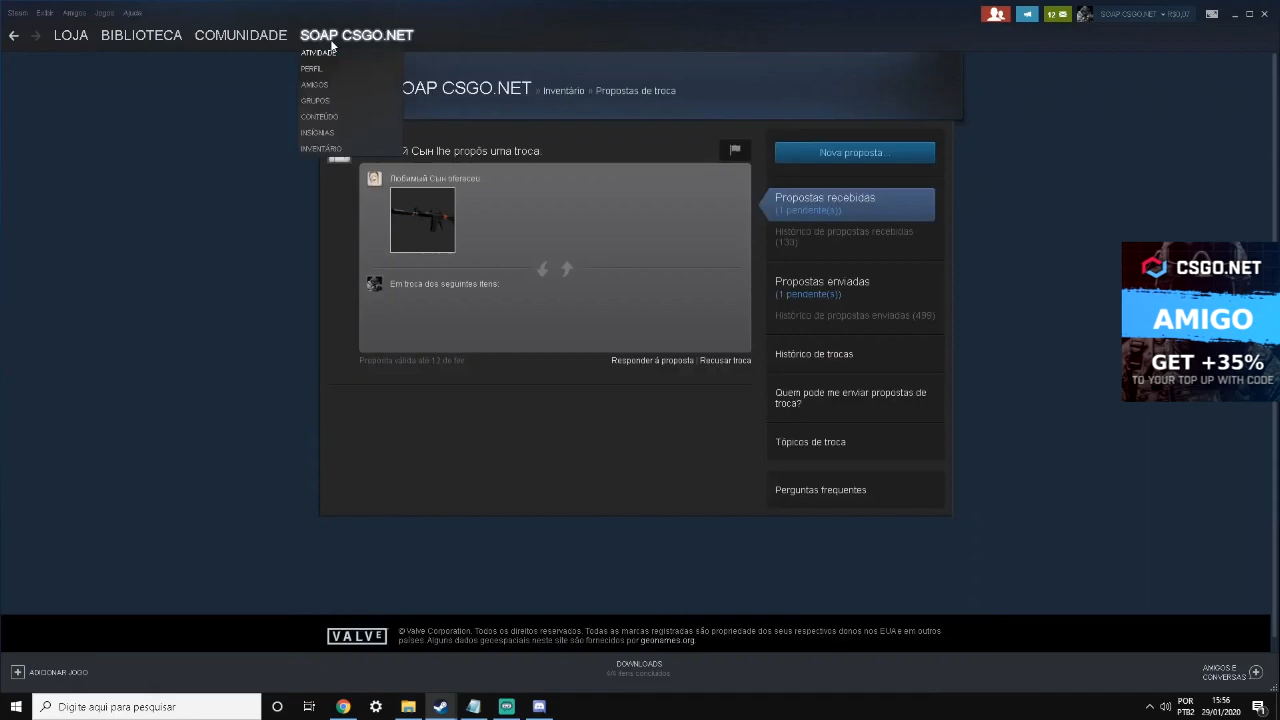 Steam Exibir Amigos Jogos Ajuda
12 SOAP CSGO.NET R$0,07
LOJA BIBLIOTECA COMUNIDADE SOAP CSGO.NET
ATIVIDADE
PERFIL
AMIGOS
GRUPOS
CONTEÚDO
INSÍGNIAS
INVENTÁRIO
OAP CSGO.NET » Inventário » Propostas de troca
й Сын lhe propôs uma troca.
Любимый Сын ofereceu
Em troca dos seguintes itens:
Proposta válida até 12 de fev
Responder à proposta | Recusar troca
Nova proposta...
Propostas recebidas
(1 pendente(s))
Histórico de propostas recebidas
(133)
Propostas enviadas
(1 pendente(s))
Histórico de propostas enviadas (499)
Histórico de trocas
Quem pode me enviar propostas de
troca?
Tópicos de troca
Perguntas frequentes
CSGO.NET
AMIGO
GET +35%
TO YOUR TOP UP WITH CODE
VALVE
© Valve Corporation. Todos os direitos reservados. Todas as marcas registradas são propriedade dos seus respectivos donos nos EUA e em outros
países. Alguns dados geoespaciais neste site são fornecidos por geonames.org.
ADICIONAR JOGO
DOWNLOADS
itens concluídos
AMIGOS E
CONVERSAS
Digite aqui para pesquisar
POR
PTB2
15:56
29/01/2020